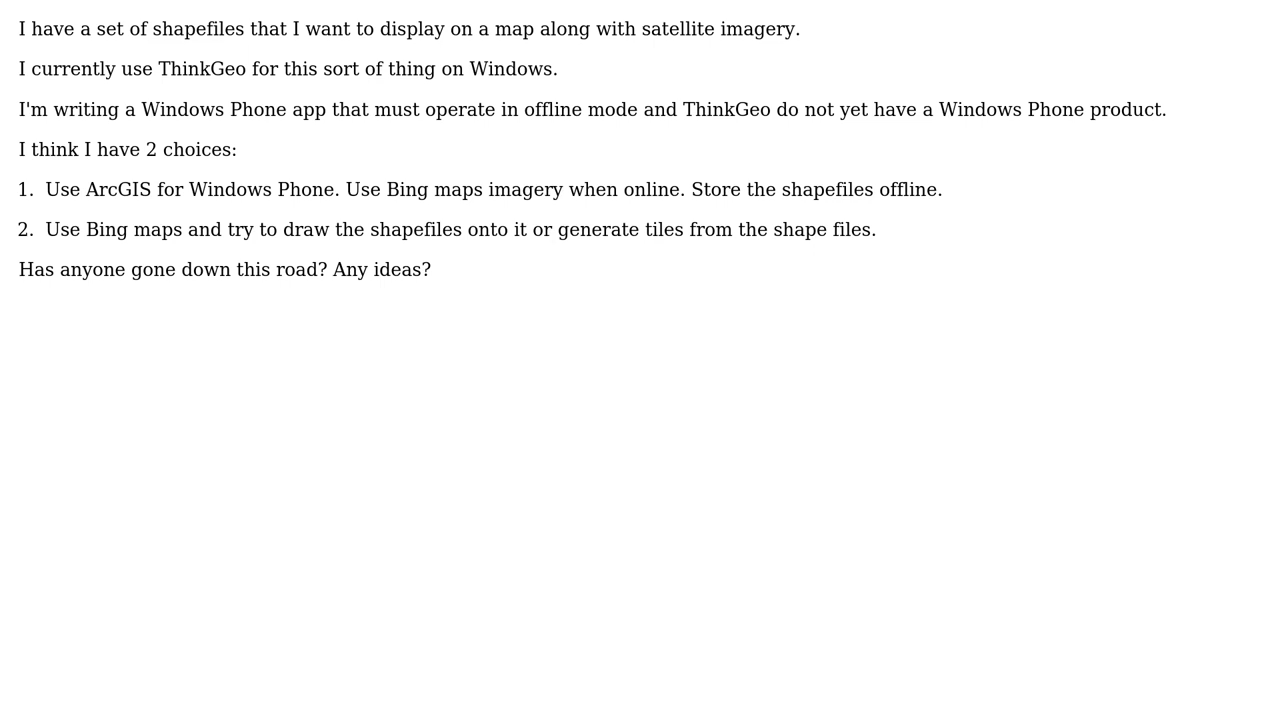 I have a set of shapefiles that I want to display on a map along with satellite imagery.
I currently use ThinkGeo for this sort of thing on Windows.
I'm writing a Windows Phone app that must operate in offline mode and ThinkGeo do not yet have a Windows Phone product.
I think I have 2 choices:
1. Use ArcGIS for Windows Phone. Use Bing maps imagery when online. Store the shapefiles offline.
2. Use Bing maps and try to draw the shapefiles onto it or generate tiles from the shape files.
Has anyone gone down this road? Any ideas?